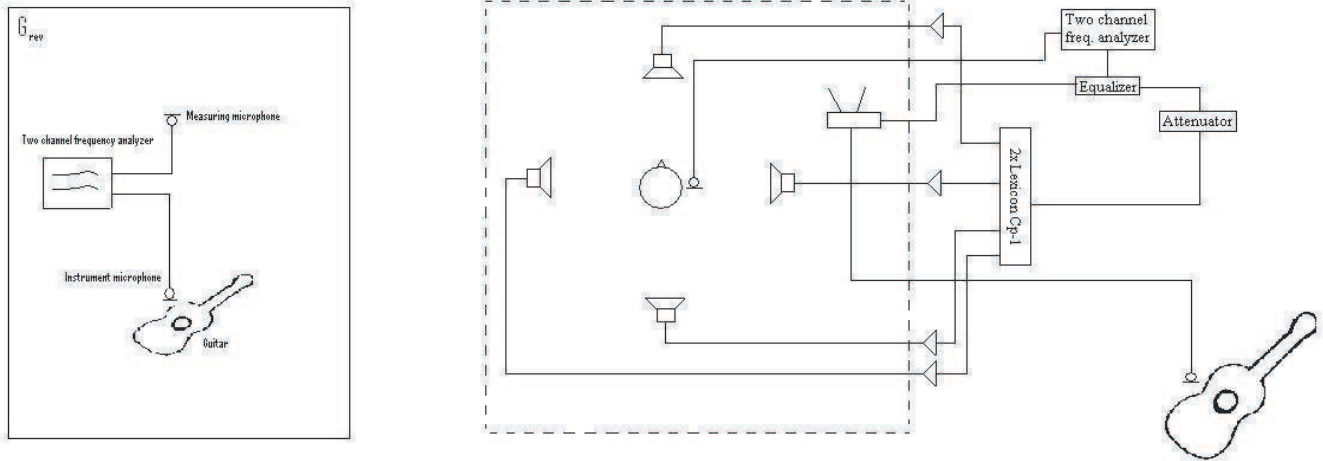 G rev
Measuring microphone
Two channel frequency analyzer
Instrument microphone
Guitar
Two channel
freq. analyzer
Equalizer
Attenuator
2x Lexicon Cp-1